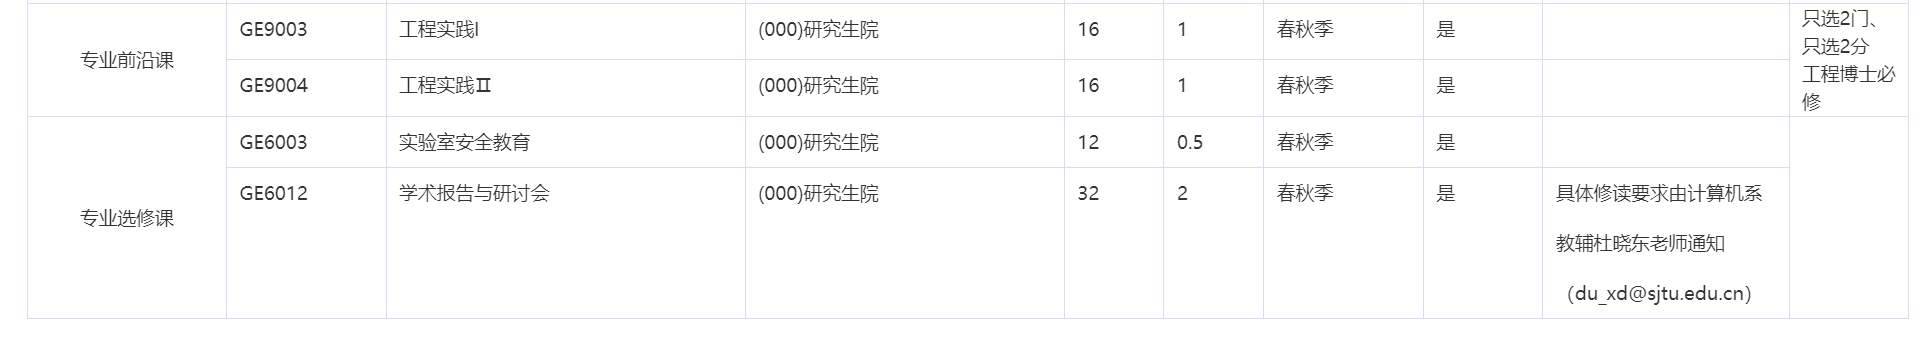 专业前沿课
GE9003 工程实践Ⅰ (000)研究生院 16 1 春秋季 是
GE9004 工程实践Ⅱ (000)研究生院 16 1 春秋季 是
只选2门、
只选2分
工程博士必
修
专业选修课
GE6003 实验室安全教育 (000)研究生院 12 0.5 春秋季 是
GE6012 学术报告与研讨会 (000)研究生院 32 2 春秋季 是 具体修读要求由计算机系
教辅杜晓东老师通知
（du_xd@sjtu.edu.cn）